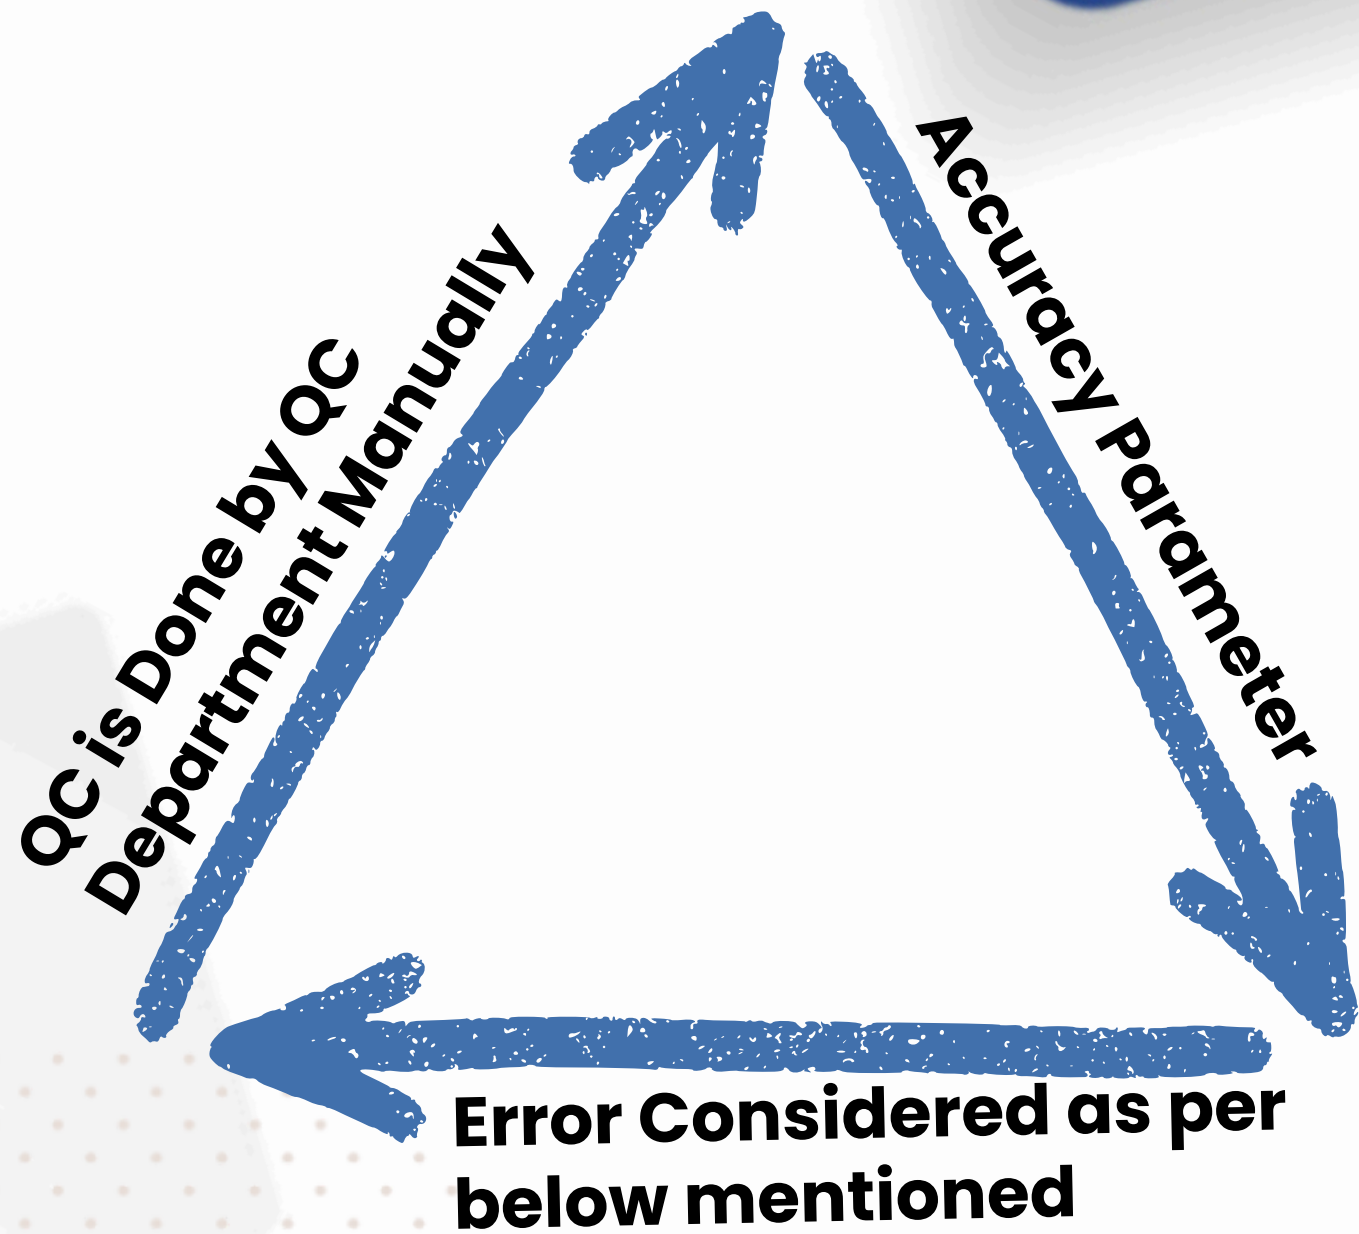 QC is Done by QC
Department Manually
Accuracy Parameter
Error Considered as per
below mentioned